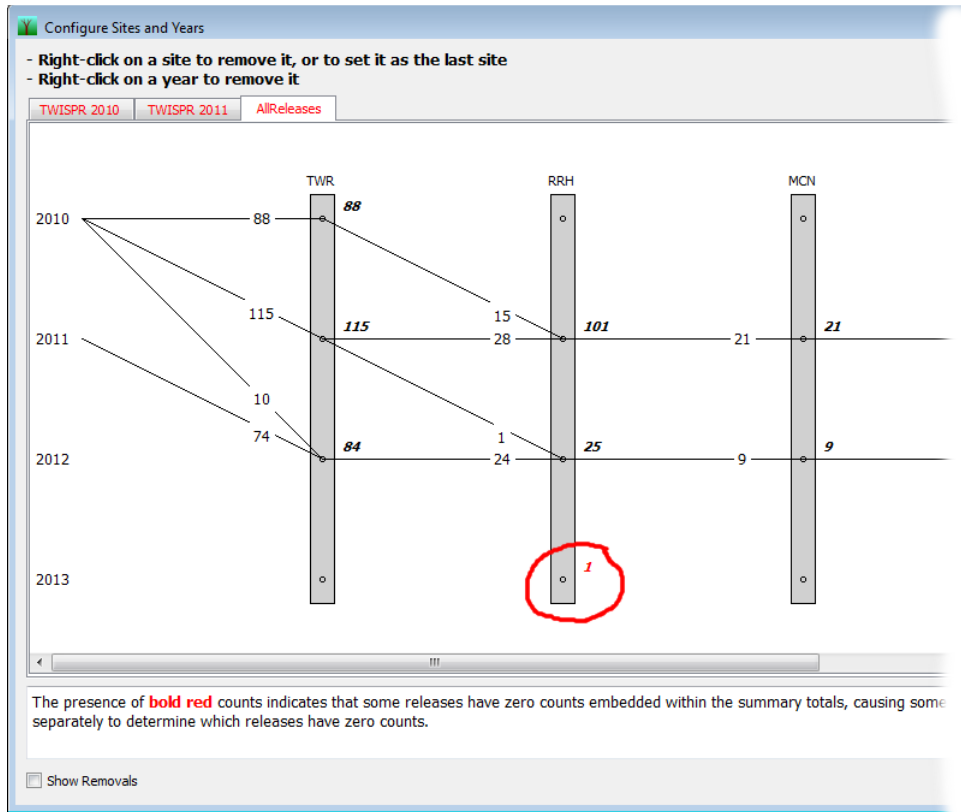 Configure Sites and Years
- Right-click on a site to remove it, or to set it as the last site
- Right-click on a year to remove it
TWISPR 2010 TWISPR 2011 AllReleases
TWR RRH MCN
88
2010 88
15
115
115 101 21
2011 28 21
10
74
1
84 25 9
2012 24 9
1
2013
The presence of bold red counts indicates that some releases have zero counts embedded within the summary totals, causing some
separately to determine which releases have zero counts.
Show Removals